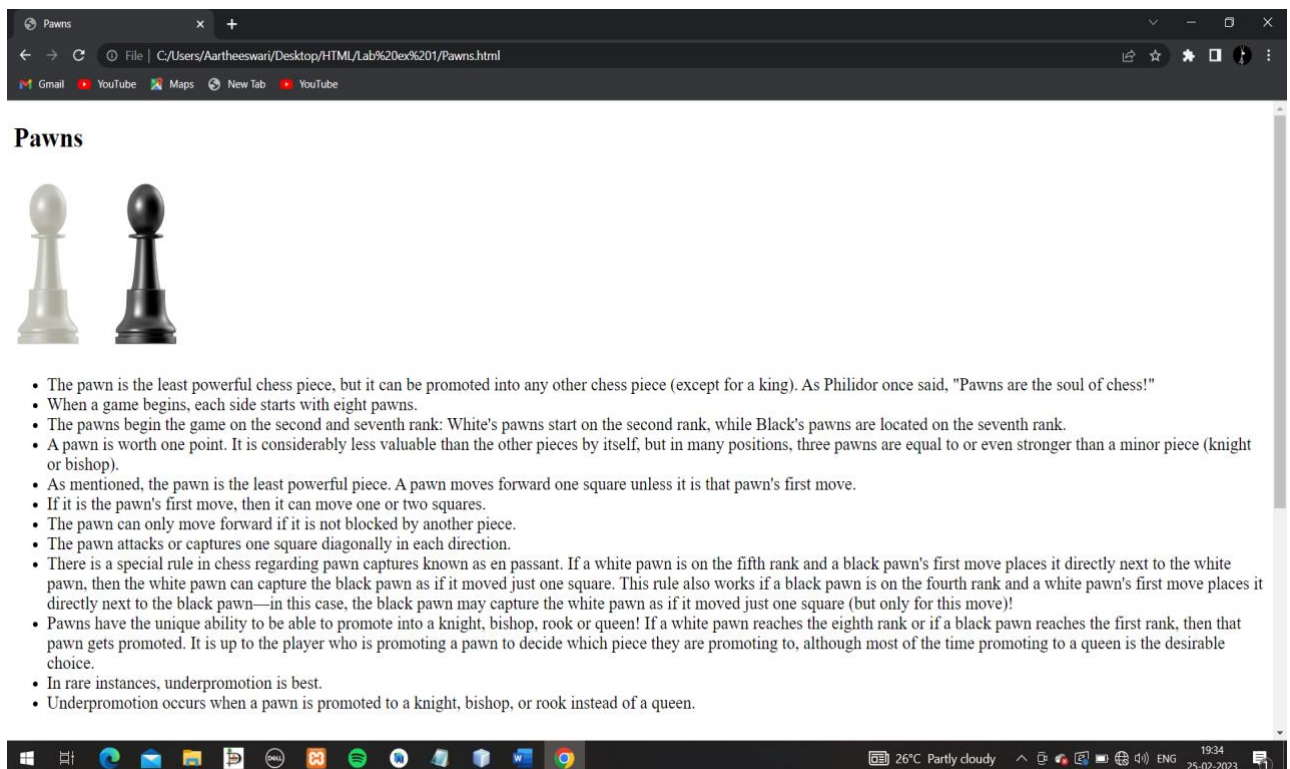 Pawns
File | C:/Users/Aartheeswari/Desktop/HTML/Lab%20ex%201/Pawns.html
Gmail YouTube Maps New Tab YouTube
Pawns
• The pawn is the least powerful chess piece, but it can be promoted into any other chess piece (except for a king). As Philidor once said, "Pawns are the soul of chess!"
• When a game begins, each side starts with eight pawns.
• The pawns begin the game on the second and seventh rank: White's pawns start on the second rank, while Black's pawns are located on the seventh rank.
• A pawn is worth one point. It is considerably less valuable than the other pieces by itself, but in many positions, three pawns are equal to or even stronger than a minor piece (knight
or bishop).
• As mentioned, the pawn is the least powerful piece. A pawn moves forward one square unless it is that pawn's first move.
• If it is the pawn's first move, then it can move one or two squares.
• The pawn can only move forward if it is not blocked by another piece.
• The pawn attacks or captures one square diagonally in each direction.
• There is a special rule in chess regarding pawn captures known as en passant. If a white pawn is on the fifth rank and a black pawn's first move places it directly next to the white
pawn, then the white pawn can capture the black pawn as if it moved just one square. This rule also works if a black pawn is on the fourth rank and a white pawn's first move places it
directly next to the black pawn—in this case, the black pawn may capture the white pawn as if it moved just one square (but only for this move)!
• Pawns have the unique ability to be able to promote into a knight, bishop, rook or queen! If a white pawn reaches the eighth rank or if a black pawn reaches the first rank, then that
pawn gets promoted. It is up to the player who is promoting a pawn to decide which piece they are promoting to, although most of the time promoting to a queen is the desirable
choice.
• In rare instances, underpromotion is best.
• Underpromotion occurs when a pawn is promoted to a knight, bishop, or rook instead of a queen.
DELL
26°C Partly cloudy ENG 19:34
25-02-2023